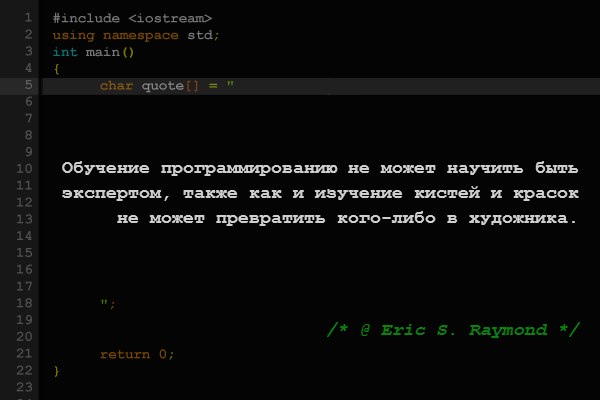 1 #include <iostream>
2 using namespace std;
3 int main()
4 {
5 char quote[] = "
6
7
8
9
10 Обучение программированию не может научить быть
11 экспертом, также как и изучение кистей и красок
12
13 не может превратить кого-либо в художника.
14
15
16
17
18 ";
19
/* @ Eric S. Raymond */
20
21 return 0;
22 }
23